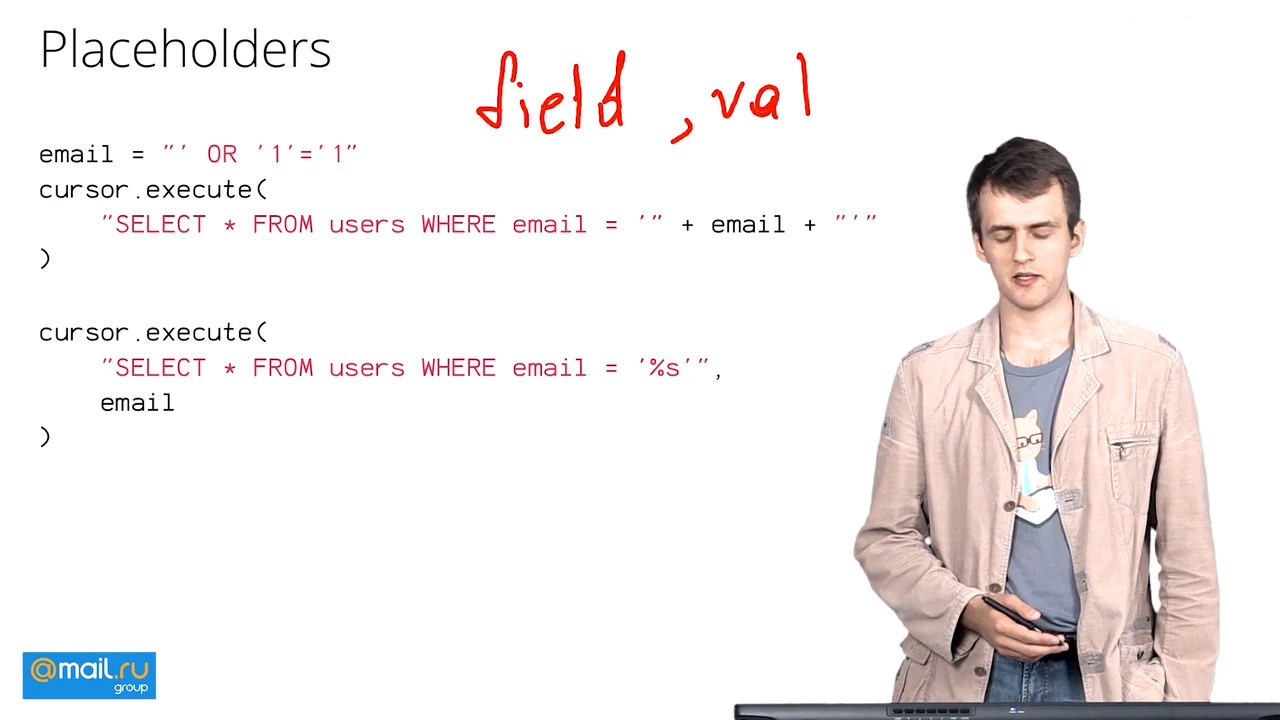 Placeholders
field , val
email = "' OR '1'='1"
cursor.execute(
"SELECT * FROM users WHERE email = '" + email + "'"
)
cursor.execute(
"SELECT * FROM users WHERE email = '%s'",
email
)
@mail.ru
group